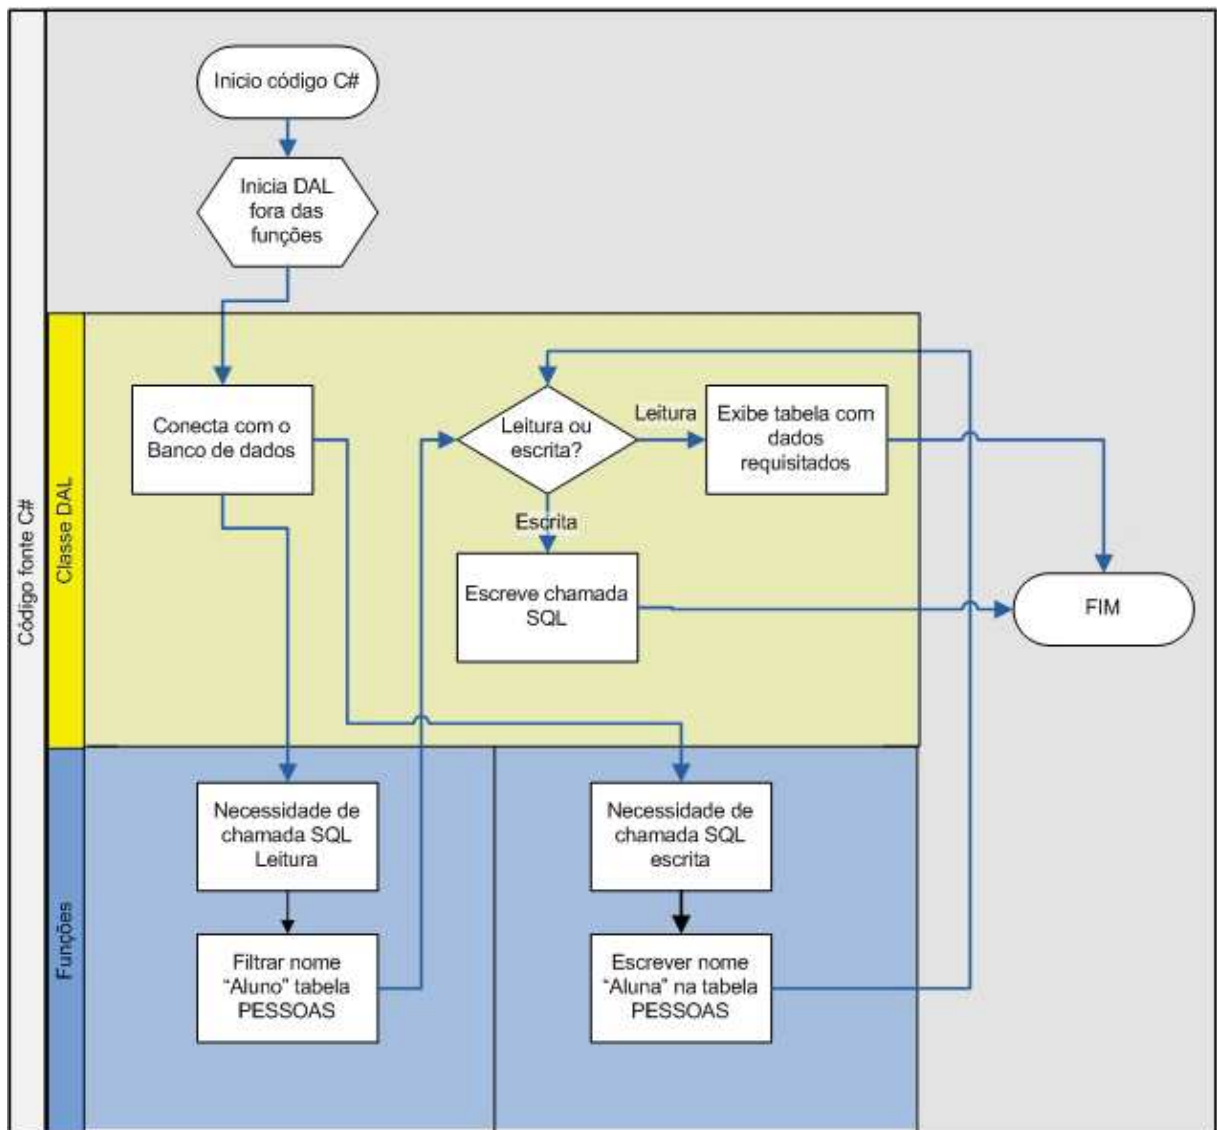 Inicio código C#
Inicia DAL
fora das
funções
Código fonte C#
Classe DAL
Conecta com o
Banco de dados
Leitura ou
escrita?
Leitura
Exibe tabela com
dados
requisitados
Escrita
Escreve chamada
SQL
FIM
Funções
Necessidade de
chamada SQL
Leitura
Necessidade de
chamada SQL
escrita
Filtrar nome
“Aluno” tabela
PESSOAS
Escrever nome
“Aluna” na tabela
PESSOAS